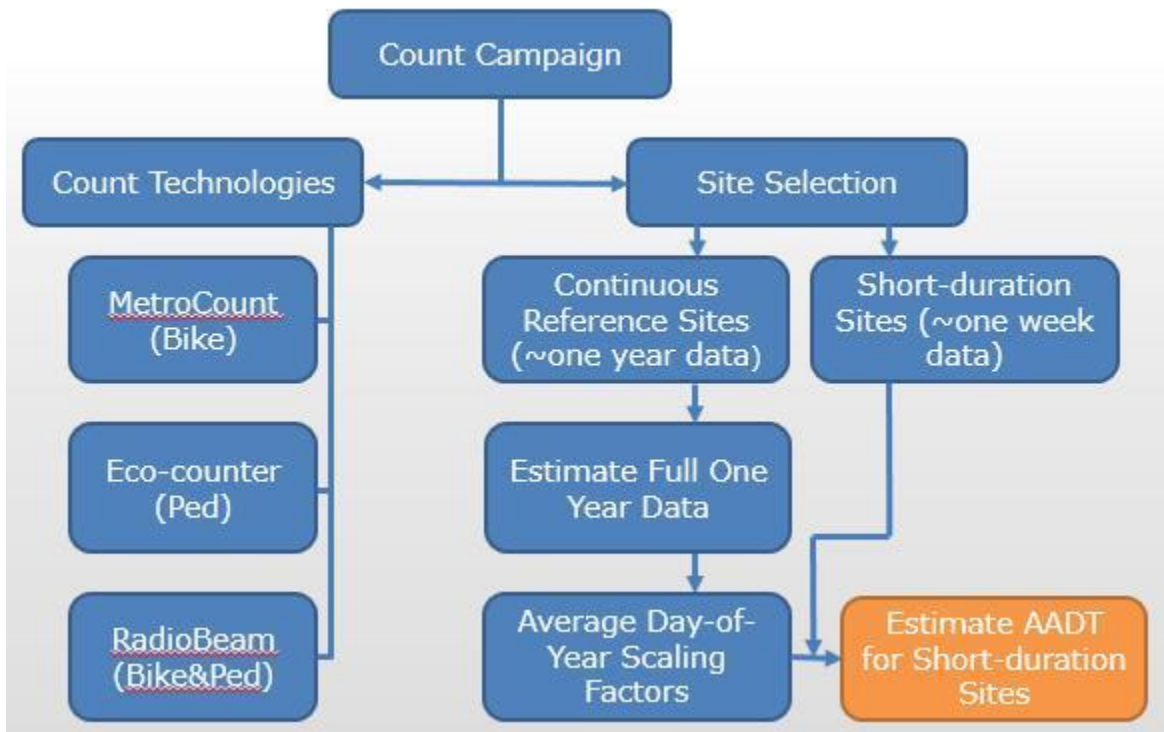 Count Campaign
Count Technologies
Site Selection
MetroCount
(Bike)
Continuous
Reference Sites
(~one year data)
Short-duration
Sites (~one week
data)
Eco-counter
(Ped)
Estimate Full One
Year Data
RadioBeam
(Bike&Ped)
Average Day-of-
Year Scaling
Factors
Estimate AADT
for Short-duration
Sites